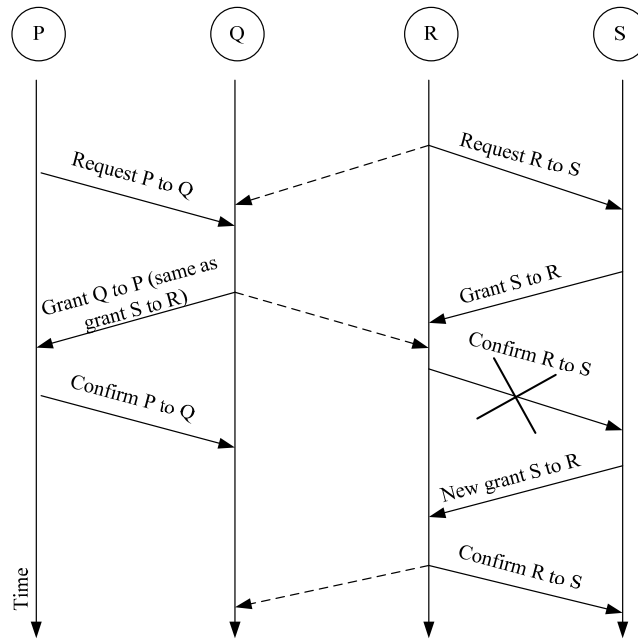 P
Q
R
S
Request P to Q
Request R to S
Grant Q to P (same as
grant S to R)
Grant S to R
Confirm P to Q
Confirm R to S
New grant S to R
Confirm R to S
Time